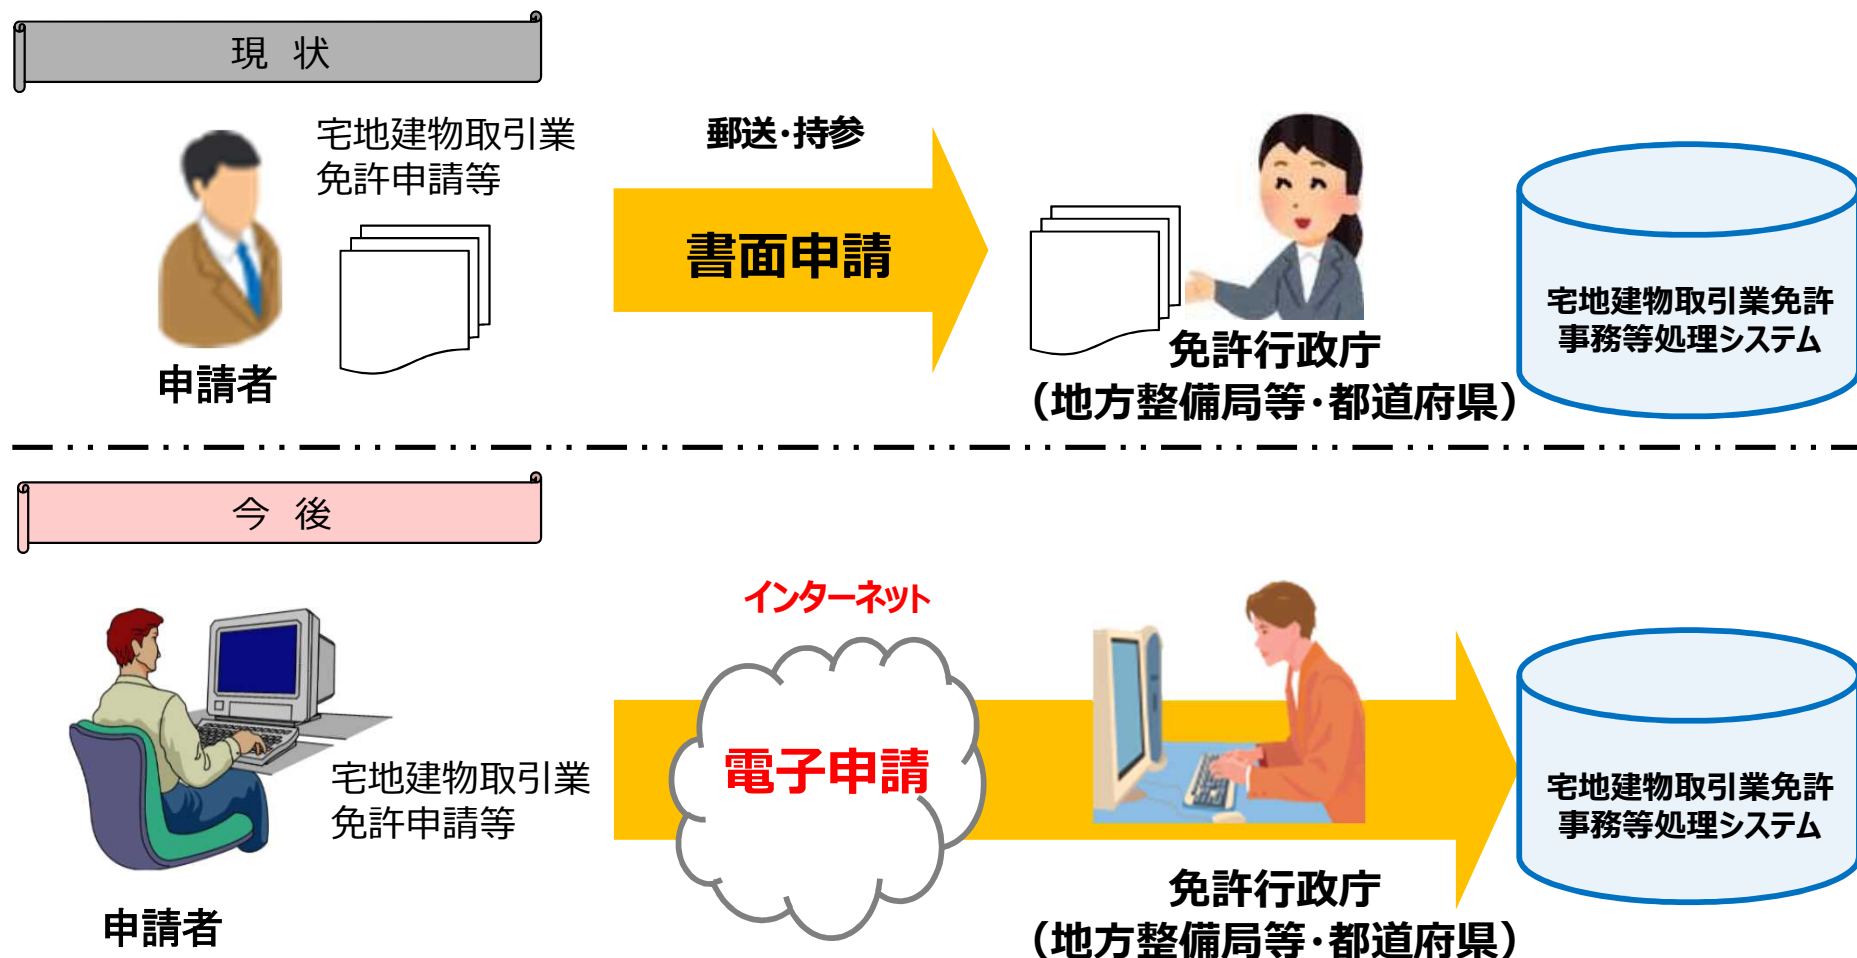 現 状
宅地建物取引業
免許申請等
申請者
郵送・持参
書面申請
免許行政庁
（地方整備局等・都道府県）
宅地建物取引業免許
事務等処理システム
今 後
宅地建物取引業
免許申請等
申請者
インターネット
電子申請
免許行政庁
（地方整備局等・都道府県）
宅地建物取引業免許
事務等処理システム